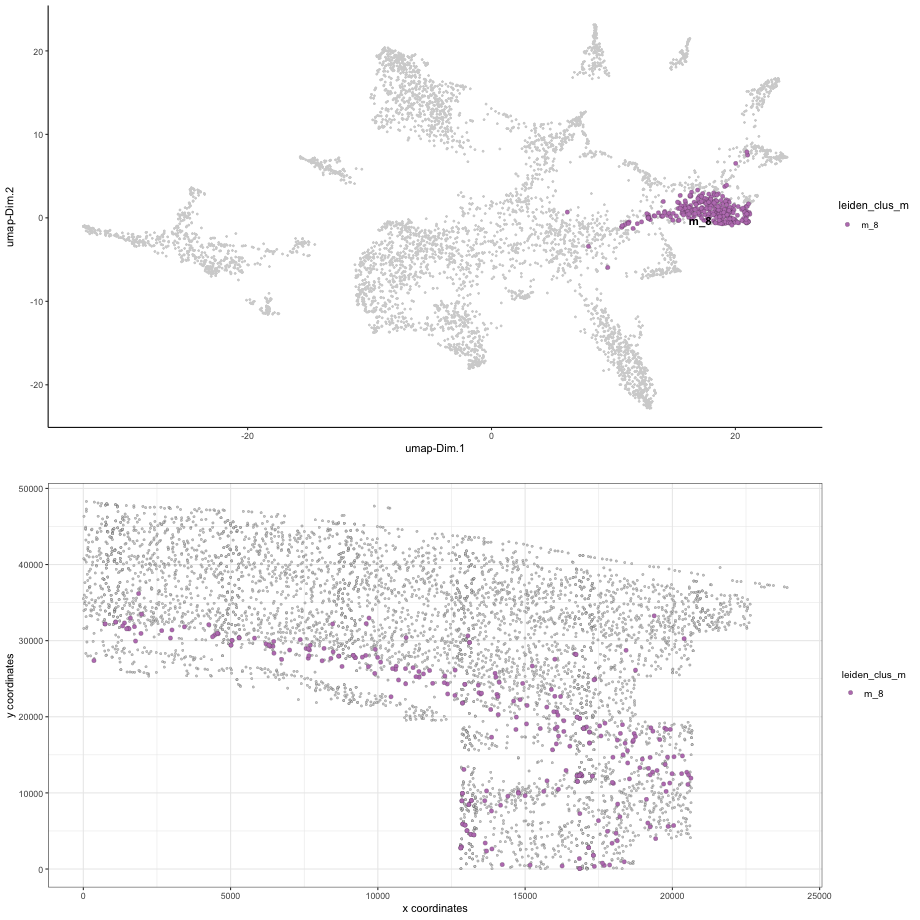 20
10
0
-10
-20
umap-Dim.2
m_8
-20
0
20
umap-Dim.1
leiden_clus_m
m_8
50000
40000
30000
20000
10000
0
y coordinates
0
5000
10000
15000
20000
25000
x coordinates
leiden_clus_m
m_8